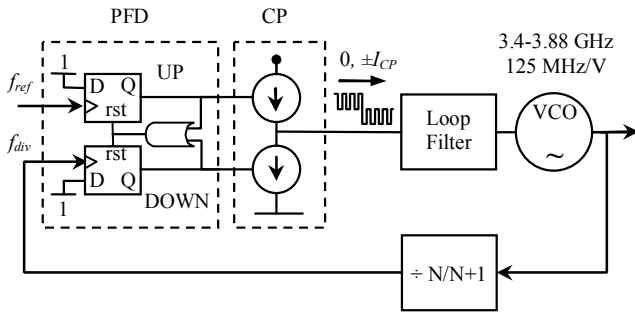 PFD
CP
3.4-3.88 GHz
125 MHz/V
0, ±I_CP
1
D Q
UP
f_ref
rst
f_div
rst
D Q
DOWN
1
Loop
Filter
VCO
~
÷ N/N+1